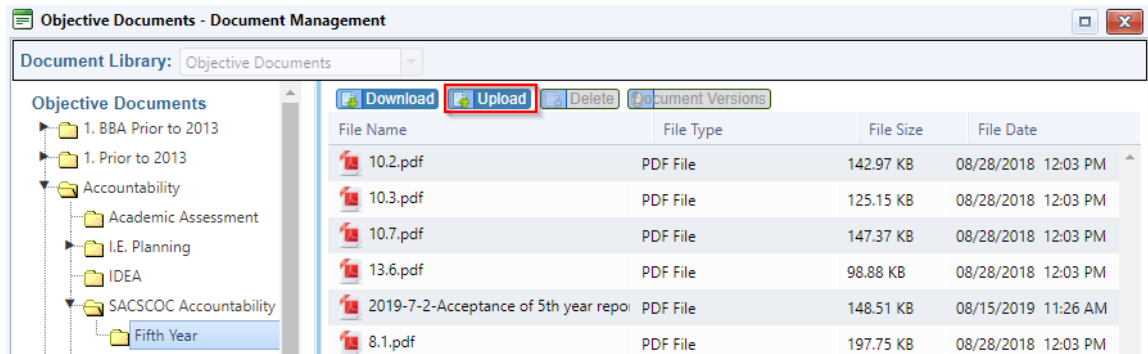 Objective Documents - Document Management
Document Library: Objective Documents
Objective Documents
1. BBA Prior to 2013
1. Prior to 2013
Accountability
Academic Assessment
I.E. Planning
IDEA
SACSCOC Accountability
Fifth Year
Download Upload Delete Document Versions
File Name File Type File Size File Date
10.2.pdf PDF File 142.97 KB 08/28/2018 12:03 PM
10.3.pdf PDF File 125.15 KB 08/28/2018 12:03 PM
10.7.pdf PDF File 147.37 KB 08/28/2018 12:03 PM
13.6.pdf PDF File 98.88 KB 08/28/2018 12:03 PM
2019-7-2-Acceptance of 5th year repor PDF File 148.51 KB 08/15/2019 11:26 AM
8.1.pdf PDF File 197.75 KB 08/28/2018 12:03 PM